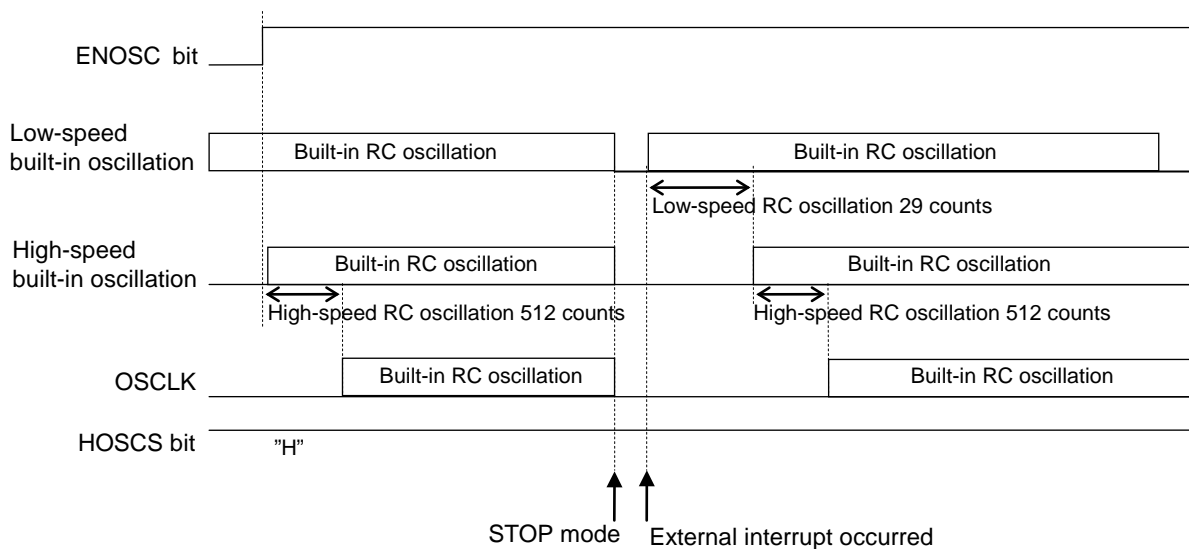 ENOSC bit
Low-speed
built-in oscillation
Built-in RC oscillation
Built-in RC oscillation
Low-speed RC oscillation 29 counts
High-speed
built-in oscillation
Built-in RC oscillation
Built-in RC oscillation
High-speed RC oscillation 512 counts
High-speed RC oscillation 512 counts
OSCLK
Built-in RC oscillation
Built-in RC oscillation
HOSCS bit
”H”
STOP mode
External interrupt occurred